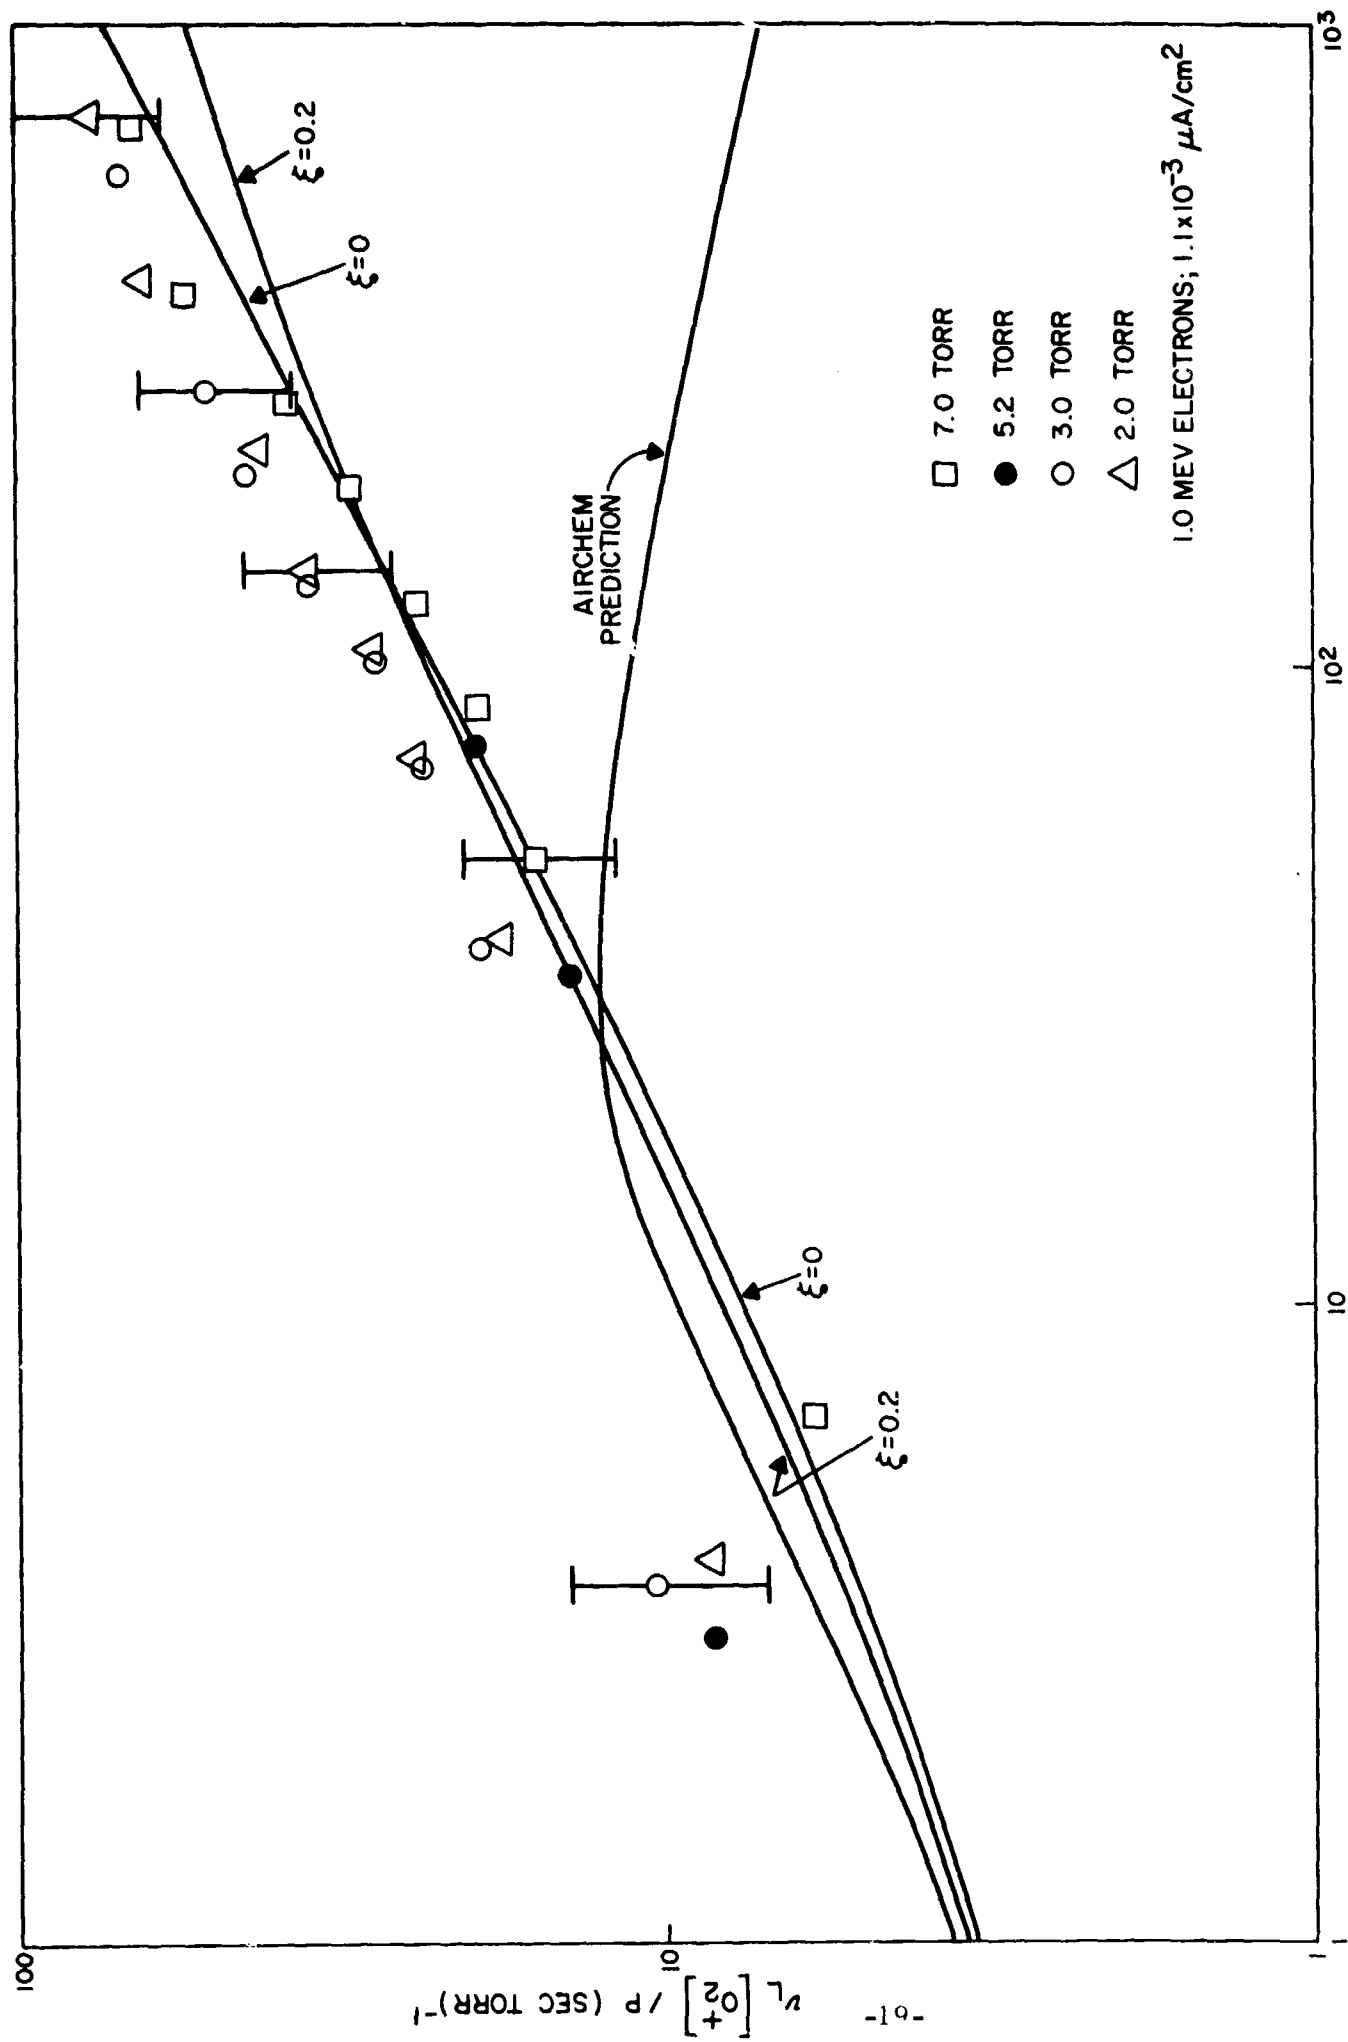 100
10
1
1
10
10²
10³
ν_L [O₂⁺] /P (SEC TORR)⁻¹
ξ=0.2
ξ=0
AIRCHEM
PREDICTION
ξ=0
ξ=0.2
□ 7.0 TORR
● 5.2 TORR
○ 3.0 TORR
△ 2.0 TORR
1.0 MEV ELECTRONS; 1.1x10⁻³ μA/cm²
-61-